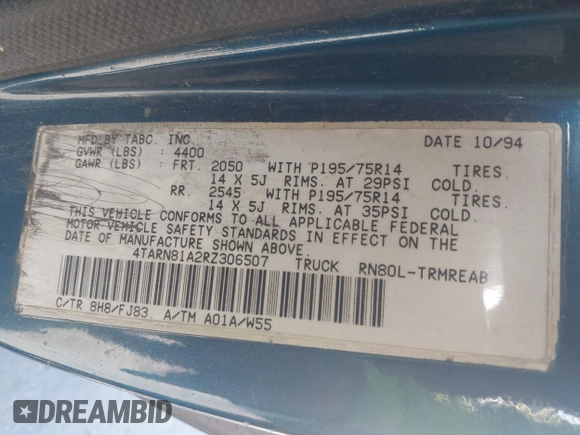 MFD BY TABC. INC. DATE 10/94
GVWR (LBS) : 4400
GAWR (LBS) : FRT. 2050 WITH P195/75R14 TIRES.
14 X 5J RIMS. AT 29PSI COLD.
RR. 2545 WITH P195/75R14 TIRES.
14 X 5J RIMS. AT 35PSI COLD.
THIS VEHICLE CONFORMS TO ALL APPLICABLE FEDERAL
MOTOR VEHICLE SAFETY STANDARDS IN EFFECT ON THE
DATE OF MANUFACTURE SHOWN ABOVE.
4TARN81A2RZ306507 TRUCK RN80L-TRMREAB
C/TR 8H8/FJ83. A/TM A01A/W55
DREAMBID